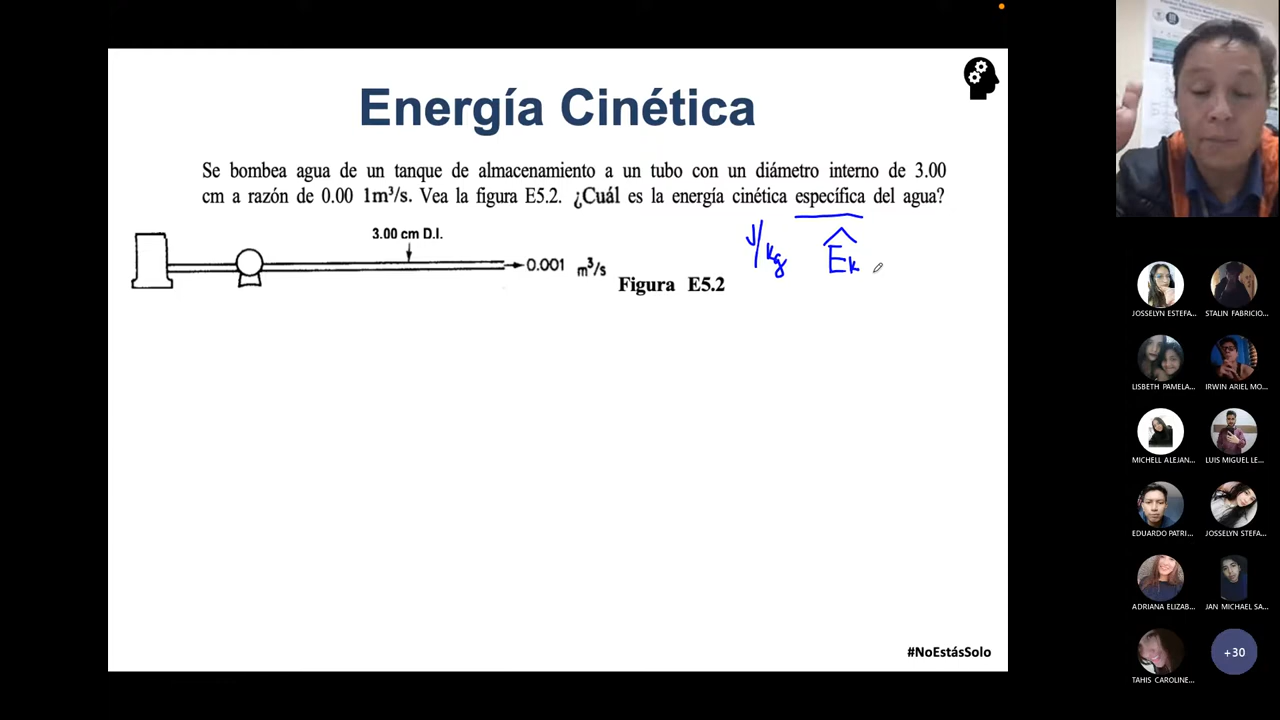 Energía Cinética
Se bombea agua de un tanque de almacenamiento a un tubo con un diámetro interno de 3.00
cm a razón de 0.00 1m³/s. Vea la figura E5.2. ¿Cuál es la energía cinética específica del agua?
3.00 cm D.I.
0.001 m³/s
Figura E5.2
J/kg
Êk
#NoEstásSolo
JOSSELYN ESTEFA...
STALIN FABRICIO...
LISBETH PAMELA...
IRWIN ARIEL MO...
MICHELL ALEJAN...
LUIS MIGUEL LE...
EDUARDO PATRI...
JOSSELYN STEFA...
ADRIANA ELIZAB...
JAN MICHAEL SA...
TAHIS CAROLINE...
+30